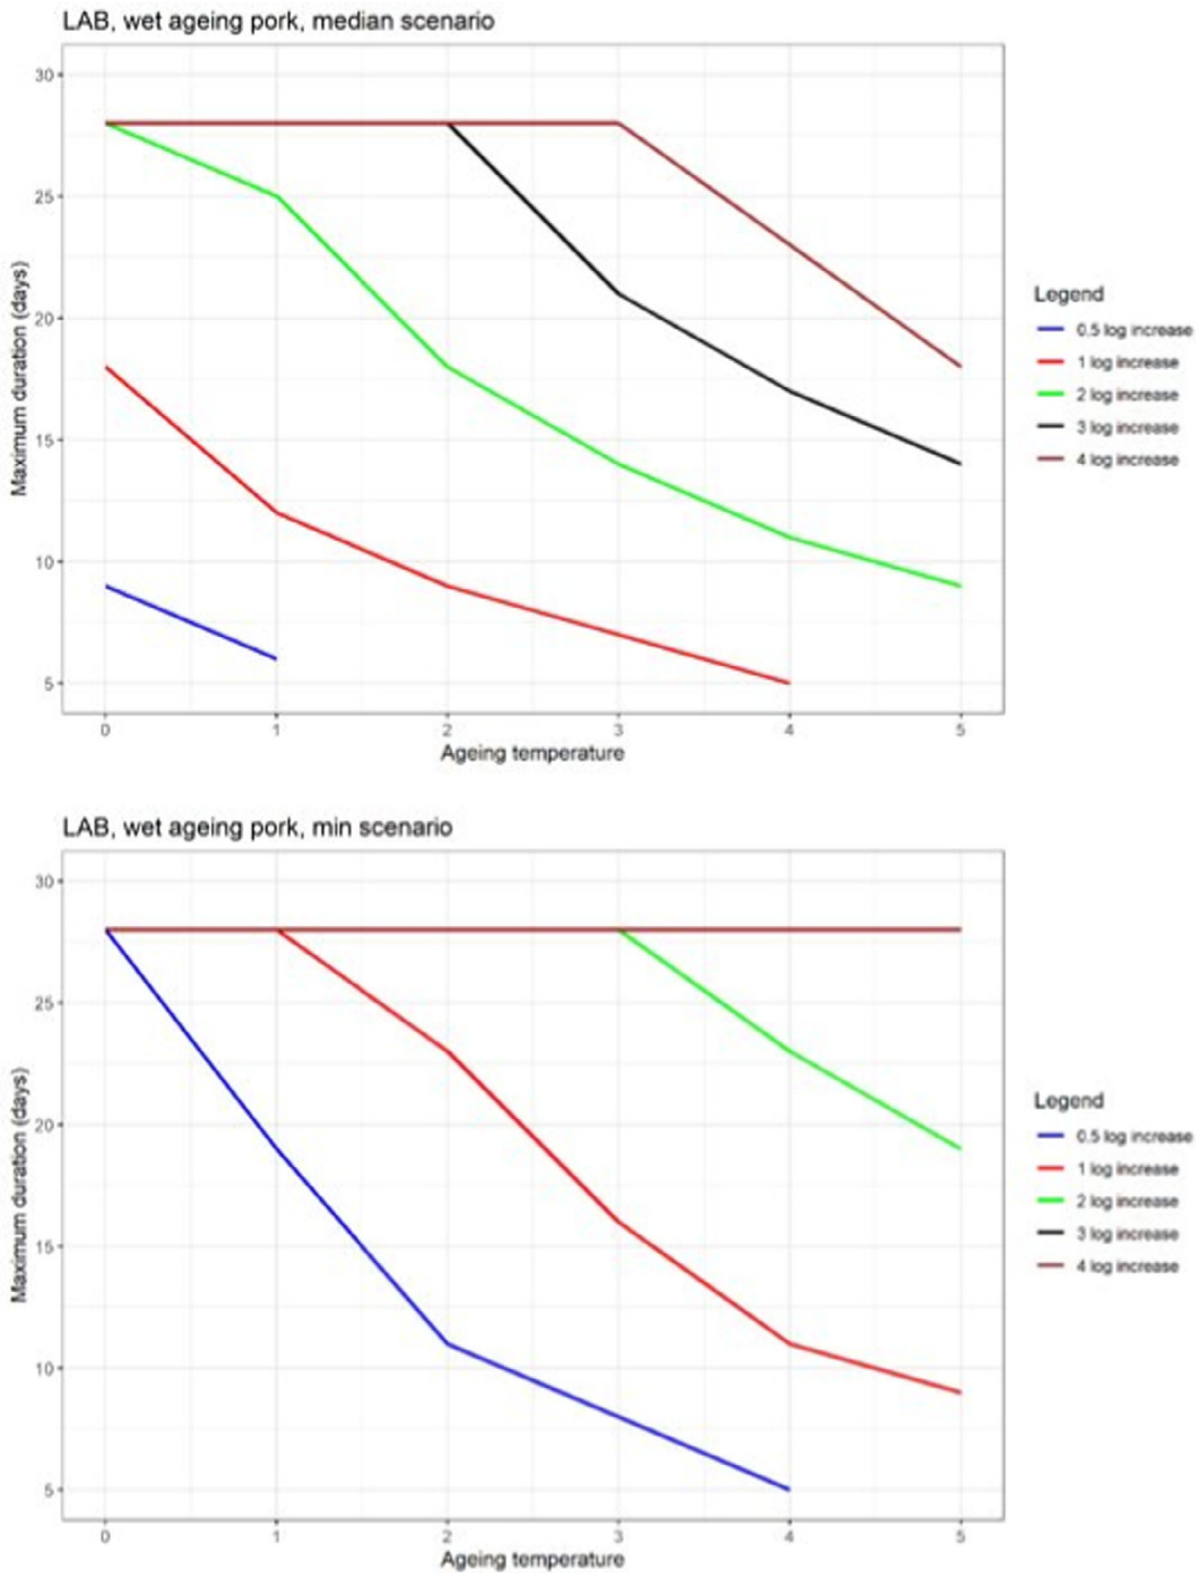 LAB, wet ageing pork, median scenario
30
25
20
15
10
5
Maximum duration (days)
0 1 2 3 4 5
Ageing temperature
Legend
0.5 log increase
1 log increase
2 log increase
3 log increase
4 log increase
LAB, wet ageing pork, min scenario
30
25
20
15
10
5
Maximum duration (days)
0 1 2 3 4 5
Ageing temperature
Legend
0.5 log increase
1 log increase
2 log increase
3 log increase
4 log increase